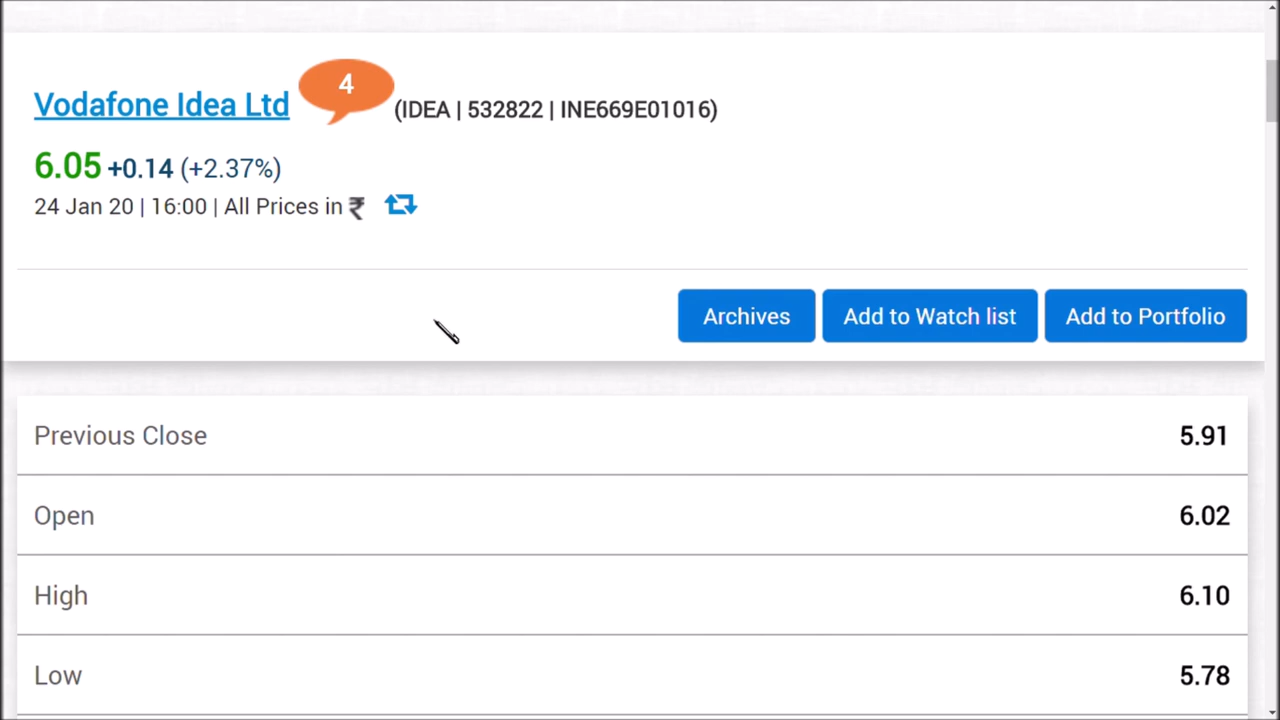 Vodafone Idea Ltd 4 (IDEA | 532822 | INE669E01016)
6.05 +0.14 (+2.37%)
24 Jan 20 | 16:00 | All Prices in ₹
Archives Add to Watch list Add to Portfolio
Previous Close 5.91
Open 6.02
High 6.10
Low 5.78